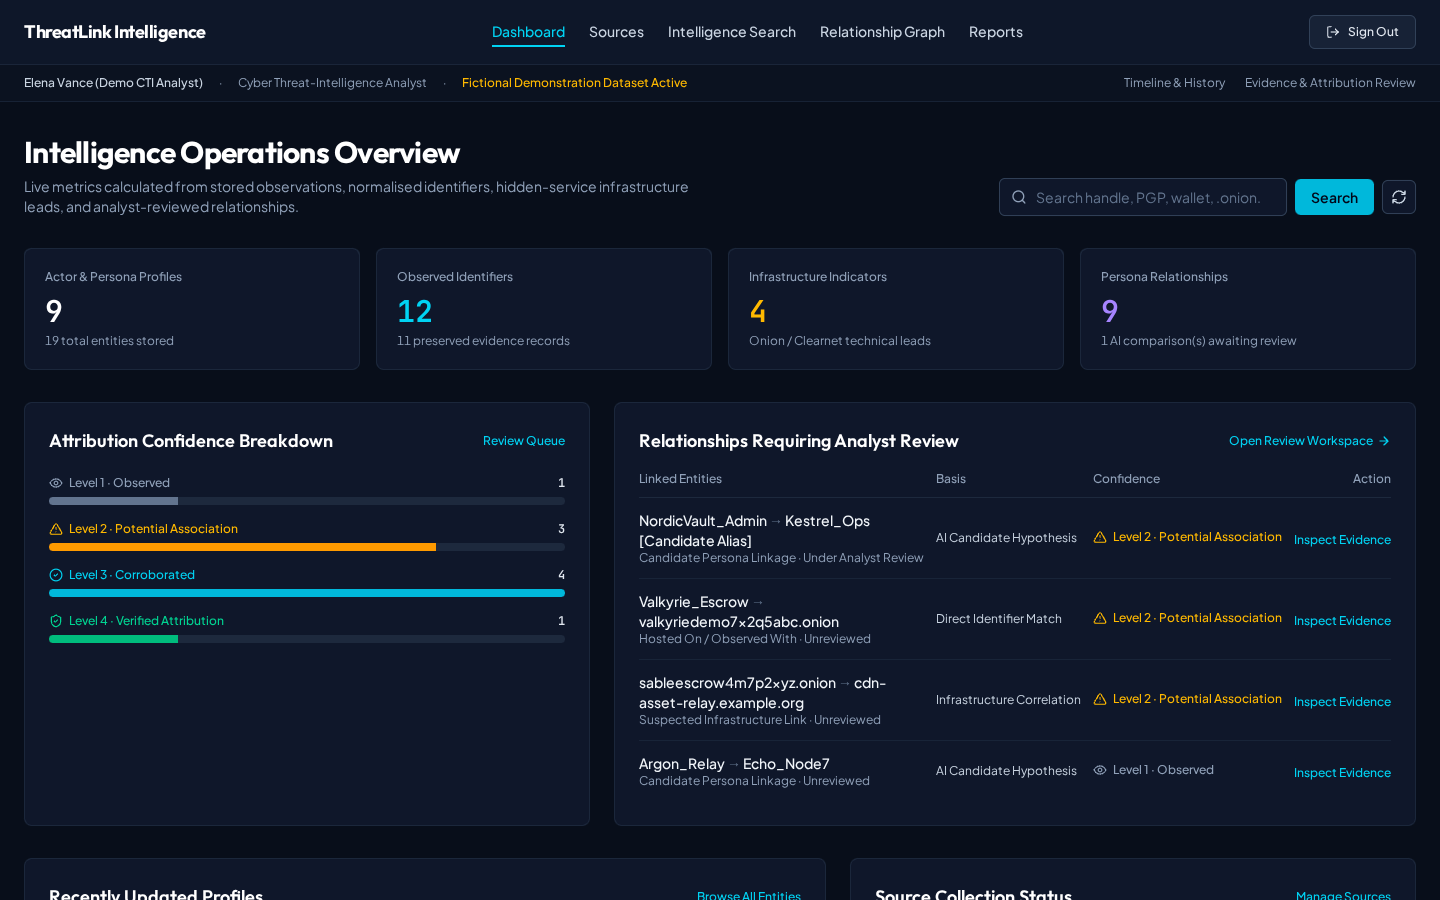 ThreatLink Intelligence
Dashboard
Sources
Intelligence Search
Relationship Graph
Reports
Sign Out
Elena Vance (Demo CTI Analyst) · Cyber Threat-Intelligence Analyst · Fictional Demonstration Dataset Active
Timeline & History
Evidence & Attribution Review
Intelligence Operations Overview
Live metrics calculated from stored observations, normalised identifiers, hidden-service infrastructure
leads, and analyst-reviewed relationships.
Search handle, PGP, wallet, .onion.
Search
Actor & Persona Profiles
9
19 total entities stored
Observed Identifiers
12
11 preserved evidence records
Infrastructure Indicators
4
Onion / Clearnet technical leads
Persona Relationships
9
1 AI comparison(s) awaiting review
Attribution Confidence Breakdown
Review Queue
Level 1 · Observed 1
Level 2 · Potential Association 3
Level 3 · Corroborated 4
Level 4 · Verified Attribution 1
Relationships Requiring Analyst Review
Open Review Workspace →
Linked Entities Basis Confidence Action
NordicVault_Admin → Kestrel_Ops
[Candidate Alias]
Candidate Persona Linkage · Under Analyst Review
AI Candidate Hypothesis
Level 2 · Potential Association
Inspect Evidence
Valkyrie_Escrow →
valkyriedemo7x2q5abc.onion
Hosted On / Observed With · Unreviewed
Direct Identifier Match
Level 2 · Potential Association
Inspect Evidence
sableescrow4m7p2xyz.onion → cdn-
asset-relay.example.org
Suspected Infrastructure Link · Unreviewed
Infrastructure Correlation
Level 2 · Potential Association
Inspect Evidence
Argon_Relay → Echo_Node7
Candidate Persona Linkage · Unreviewed
AI Candidate Hypothesis
Level 1 · Observed
Inspect Evidence
Recently Updated Profiles
Browse All Entities
Source Collection Status
Manage Sources